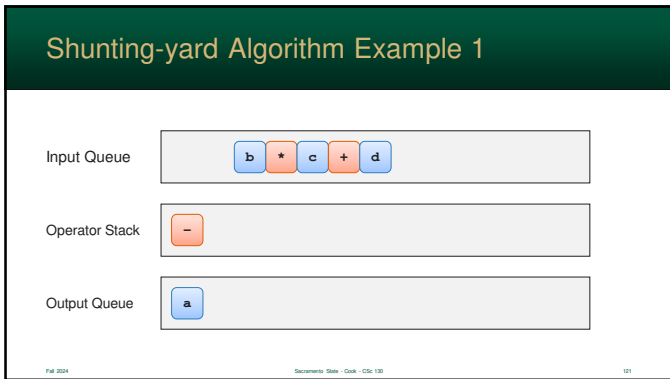 Shunting-yard Algorithm Example 1
Input Queue b * c + d
Operator Stack −
Output Queue a
Fall 2024 Sacramento State - Cook - CSc 130 121